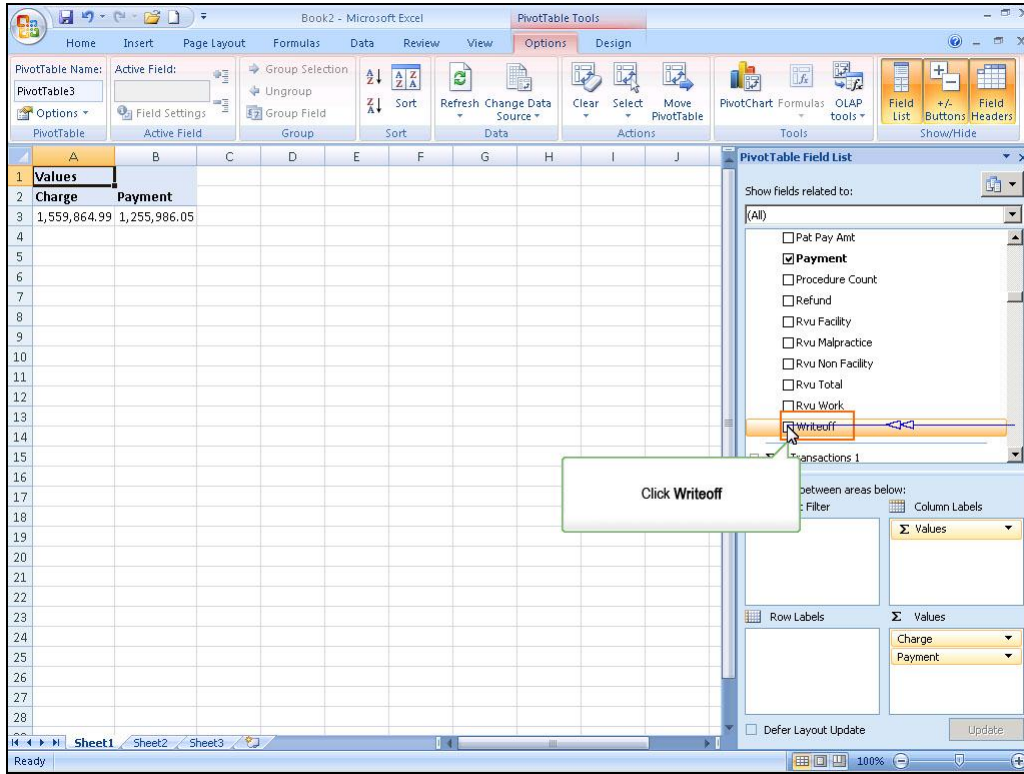 Book2 - Microsoft Excel
PivotTable Tools
Home Insert Page Layout Formulas Data Review View Options Design
PivotTable Name:
PivotTable3
Options
PivotTable
Active Field:
Field Settings
Active Field
Group Selection
Ungroup
Group Field
Group
Sort
Sort
Refresh
Change Data Source
Data
Clear
Select
Move PivotTable
Actions
PivotChart
Formulas
OLAP tools
Tools
Field List
+/- Buttons
Field Headers
Show/Hide
A B C D E F G H I J
1 Values
2 Charge Payment
3 1,559,864.99 1,255,986.05
4
5
6
7
8
9
10
11
12
13
14
15
16
17
18
19
20
21
22
23
24
25
26
27
28
PivotTable Field List
Show fields related to:
(All)
Pat Pay Amt
Payment
Procedure Count
Refund
Rvu Facility
Rvu Malpractice
Rvu Non Facility
Rvu Total
Rvu Work
Writeoff
Transactions 1
Click Writeoff
between areas below:
Filter
Column Labels
Σ Values
Row Labels
Σ Values
Charge
Payment
Defer Layout Update
Update
Sheet1 Sheet2 Sheet3
Ready
100%